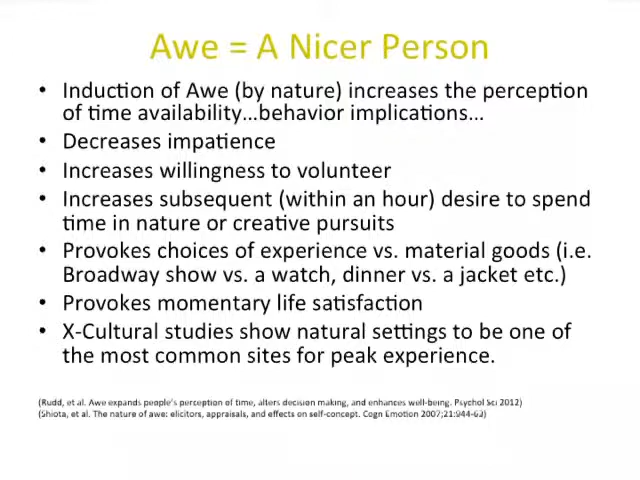 Awe = A Nicer Person
• Induction of Awe (by nature) increases the perception
of time availability…behavior implications…
• Decreases impatience
• Increases willingness to volunteer
• Increases subsequent (within an hour) desire to spend
time in nature or creative pursuits
• Provokes choices of experience vs. material goods (i.e.
Broadway show vs. a watch, dinner vs. a jacket etc.)
• Provokes momentary life satisfaction
• X-Cultural studies show natural settings to be one of
the most common sites for peak experience.
(Rudd, et al. Awe expands people's perception of time, alters decision making, and enhances well-being. Psychol Sci 2012)
(Shiota, et al. The nature of awe: elicitors, appraisals, and effects on self-concept. Cogn Emotion 2007;21:944-63)